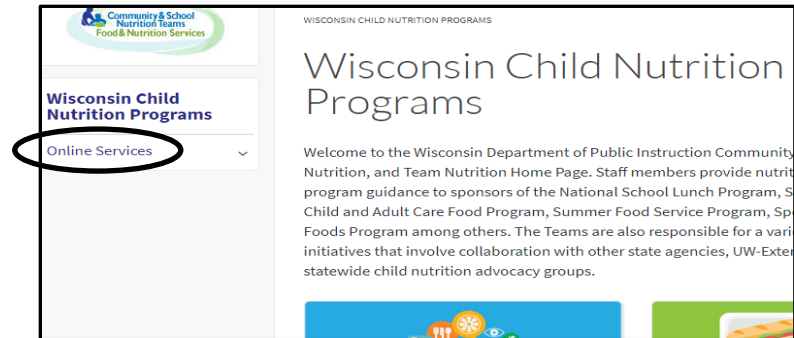 Community & School
Nutrition Teams
Food & Nutrition Services
Wisconsin Child
Nutrition Programs
Online Services
WISCONSIN CHILD NUTRITION PROGRAMS
Wisconsin Child Nutrition
Programs
Welcome to the Wisconsin Department of Public Instruction Community
Nutrition, and Team Nutrition Home Page. Staff members provide nutrit
program guidance to sponsors of the National School Lunch Program, S
Child and Adult Care Food Program, Summer Food Service Program, Spe
Foods Program among others. The Teams are also responsible for a vari
initiatives that involve collaboration with other state agencies, UW-Exter
statewide child nutrition advocacy groups.